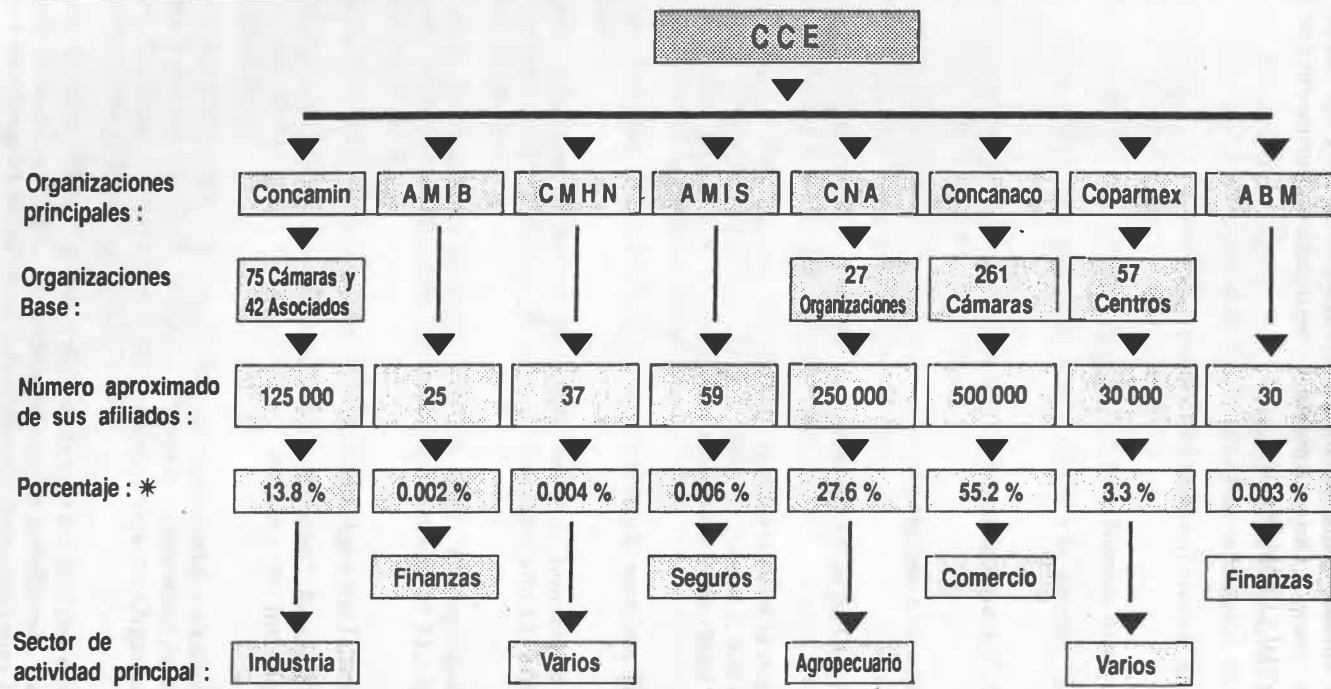 CCE
Organizaciones
principales :
Concamin AMIB CMHN AMIS CNA Concanaco Coparmex ABM
Organizaciones
Base :
75 Cámaras y
42 Asociados
27
Organizaciones
261
Cámaras
57
Centros
Número aproximado
de sus afiliados :
125 000 25 37 59 250 000 500 000 30 000 30
Porcentaje : *
13.8 % 0.002 % 0.004 % 0.006 % 27.6 % 55.2 % 3.3 % 0.003 %
Finanzas Seguros Comercio Finanzas
Sector de
actividad principal :
Industria Varios Agropecuario Varios